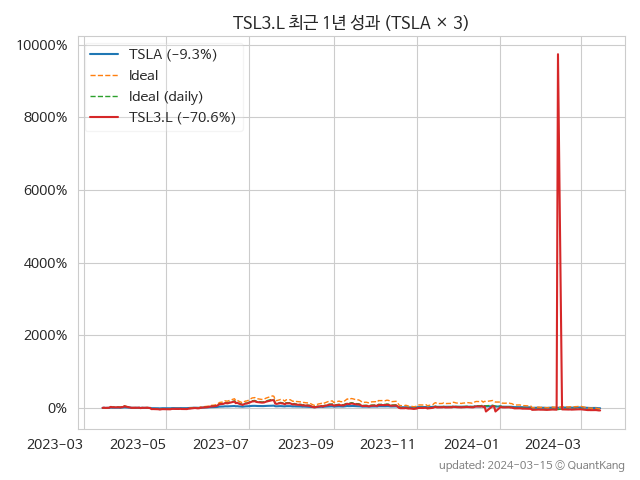 TSL3.L 최근 1년 성과 (TSLA × 3)
10000%
8000%
6000%
4000%
2000%
0%
TSLA (−9.3%)
Ideal
Ideal (daily)
TSL3.L (−70.6%)
2023-03
2023-05
2023-07
2023-09
2023-11
2024-01
2024-03
updated: 2024-03-15 © QuantKang